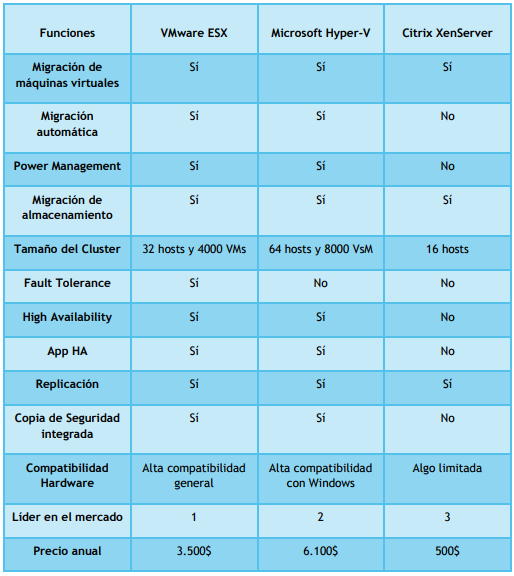 Funciones VMware ESX Microsoft Hyper-V Citrix XenServer
Migración de
máquinas virtuales Sí Sí Sí
Migración
automática Sí Sí No
Power Management Sí Sí No
Migración de
almacenamiento Sí Sí Sí
Tamaño del Cluster 32 hosts y 4000 VMs 64 hosts y 8000 VsM 16 hosts
Fault Tolerance Sí No No
High Availability Sí Sí No
App HA Sí Sí No
Replicación Sí Sí Sí
Copia de Seguridad
integrada Sí Sí No
Compatibilidad
Hardware Alta compatibilidad
general Alta compatibilidad
con Windows Algo limitada
Líder en el mercado 1 2 3
Precio anual 3.500$ 6.100$ 500$